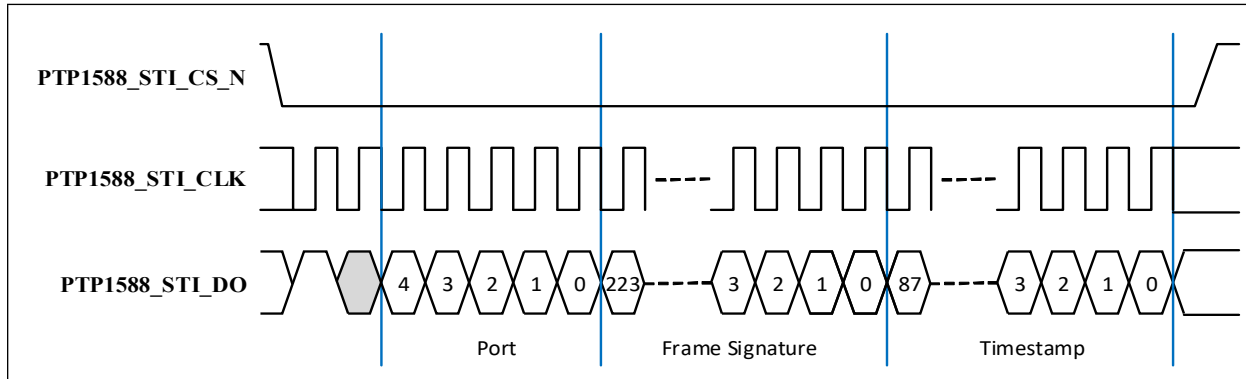 PTP1588_STI_CS_N
PTP1588_STI_CLK
PTP1588_STI_DO
4 3 2 1 0 223 3 2 1 0 87 3 2 1 0
Port Frame Signature Timestamp